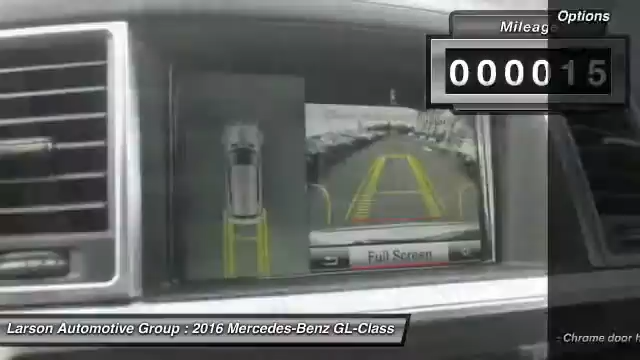 Options
Mileage
000015
Full Screen
Larson Automotive Group : 2016 Mercedes-Benz GL-Class
- Chrome door h